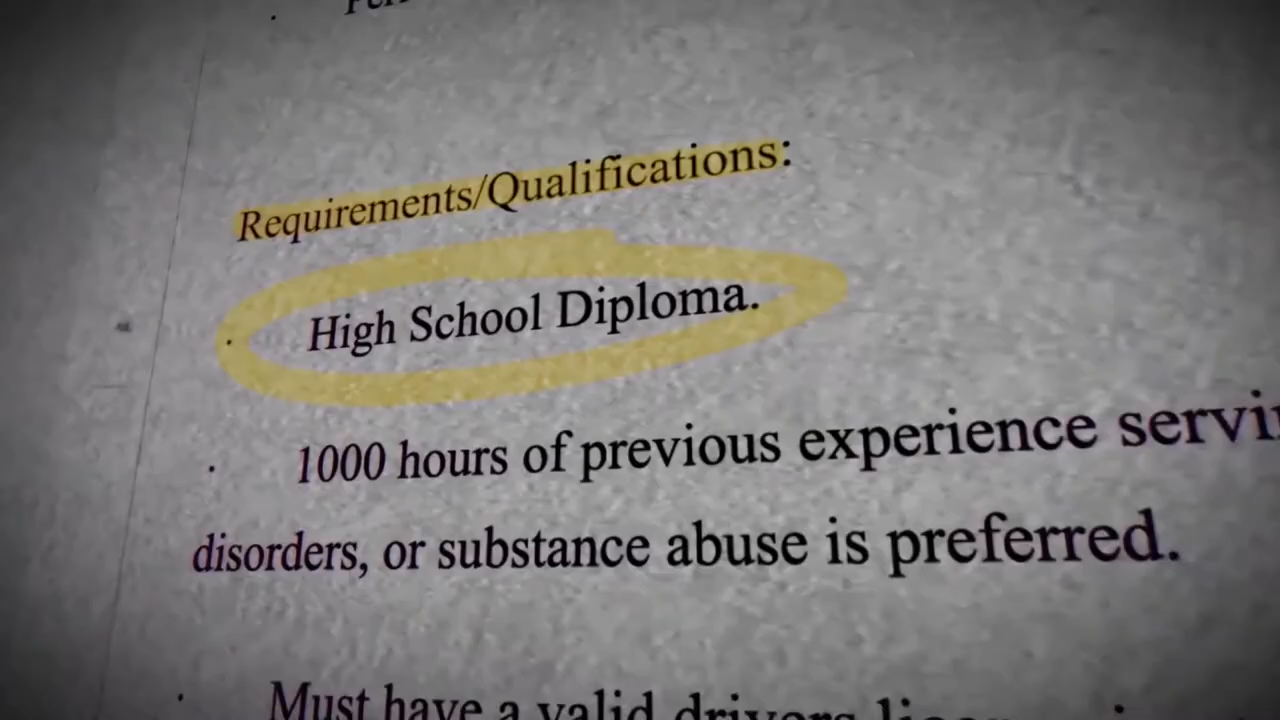 Requirements/Qualifications:
· High School Diploma.
· 1000 hours of previous experience
disorders, or substance abuse is preferred.
· Must have a valid drivers